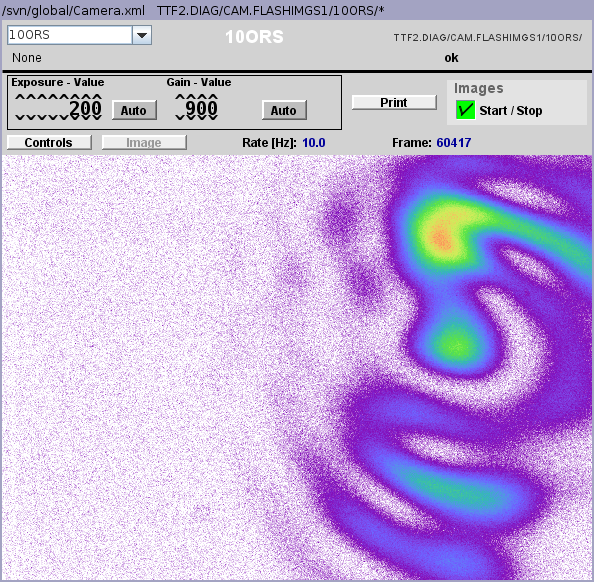 /svn/global/Camera.xml TTF2.DIAG/CAM.FLASHIMGS1/10ORS/*
10ORS
10ORS
TTF2.DIAG/CAM.FLASHIMGS1/10ORS/
None
ok
Exposure - Value
Gain - Value
Images
200 Auto
900 Auto
Print
Start / Stop
Controls
Image
Rate [Hz]: 10.0
Frame: 60417